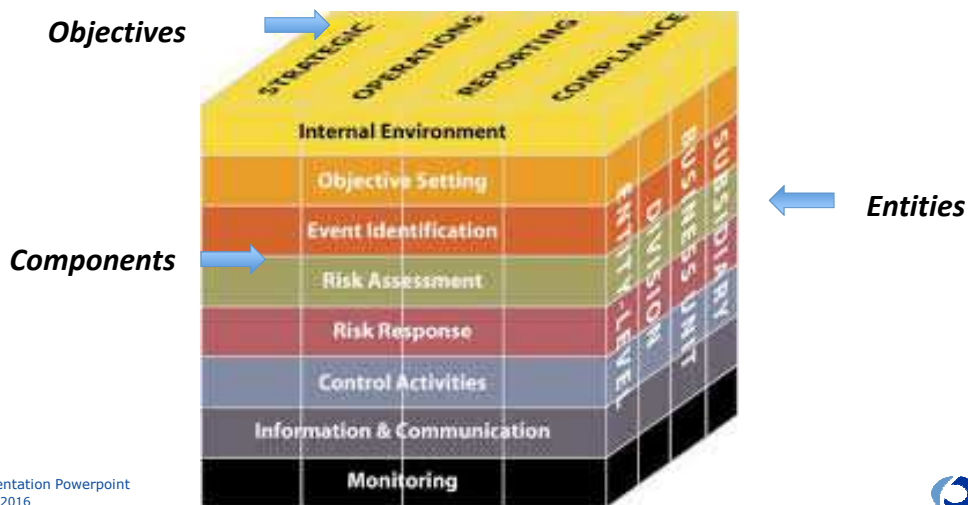 Objectives
STRATEGIC
OPERATIONS
REPORTING
COMPLIANCE
Internal Environment
Objective Setting
Event Identification
Risk Assessment
Risk Response
Control Activities
Information & Communication
Monitoring
ENTITY-LEVEL
DIVISION
BUSINESS UNIT
SUBSIDIARY
Entities
Components
entation Powerpoint
2016